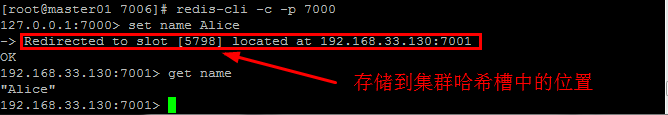 [root@master01 7006]# redis-cli -c -p 7000
127.0.0.1:7000> set name Alice
-> Redirected to slot [5798] located at 192.168.33.130:7001
OK
192.168.33.130:7001> get name
"Alice"
存储到集群哈希槽中的位置
192.168.33.130:7001>